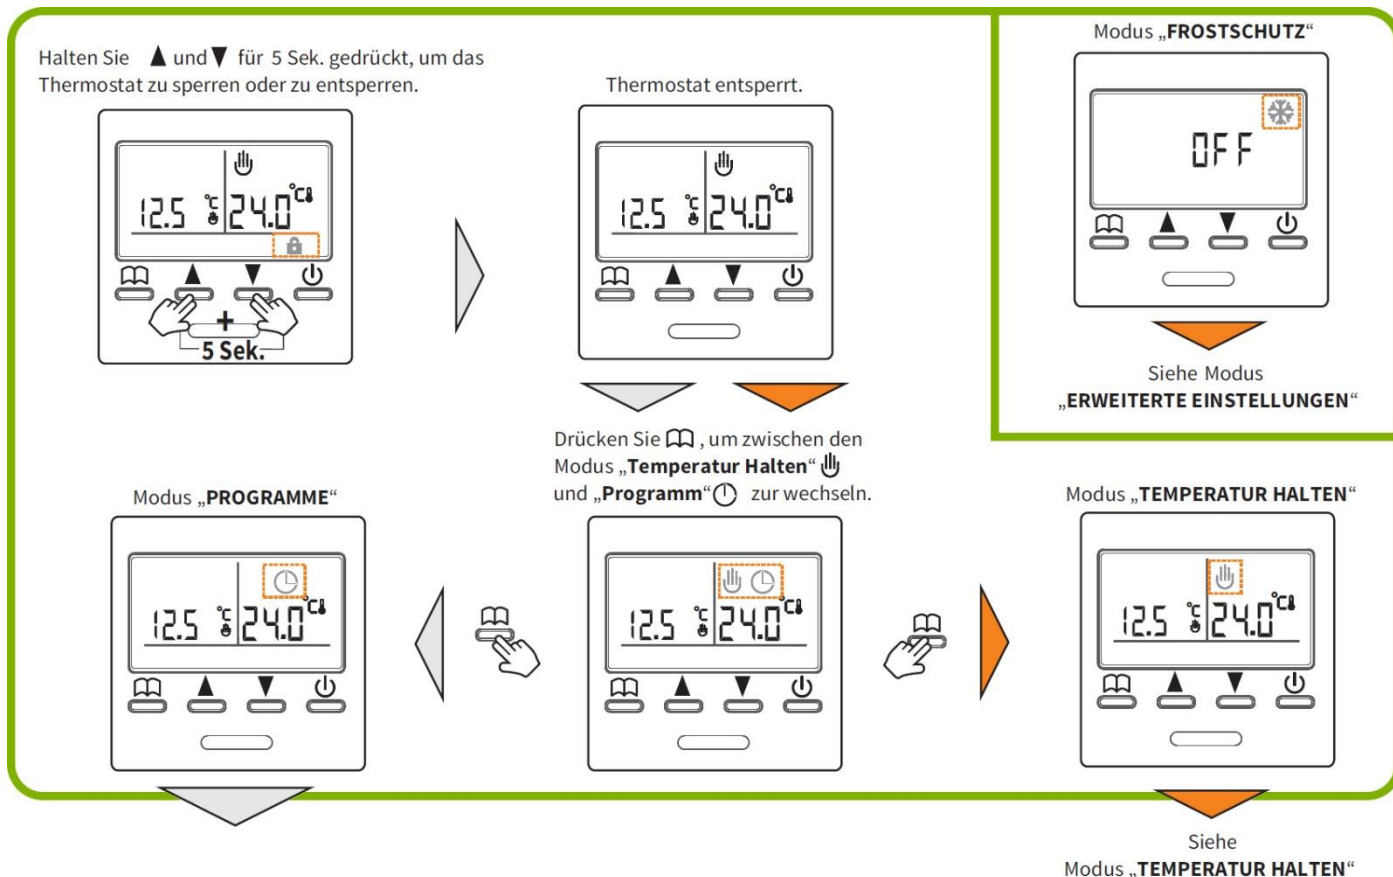 Halten Sie ▲ und ▼ für 5 Sek. gedrückt, um das
Thermostat zu sperren oder zu entsperren.
12.5 °C 24.0 °C
+
5 Sek.
Thermostat entsperrt.
12.5 °C 24.0 °C
Modus „FROSTSCHUTZ“
OFF
Siehe Modus
„ERWEITERTE EINSTELLUNGEN“
Drücken Sie , um zwischen den
Modus „Temperatur Halten“
und „Programm“ zur wechseln.
Modus „PROGRAMME“
12.5 °C 24.0 °C
12.5 °C 24.0 °C
Modus „TEMPERATUR HALTEN“
12.5 °C 24.0 °C
Siehe
Modus „TEMPERATUR HALTEN“